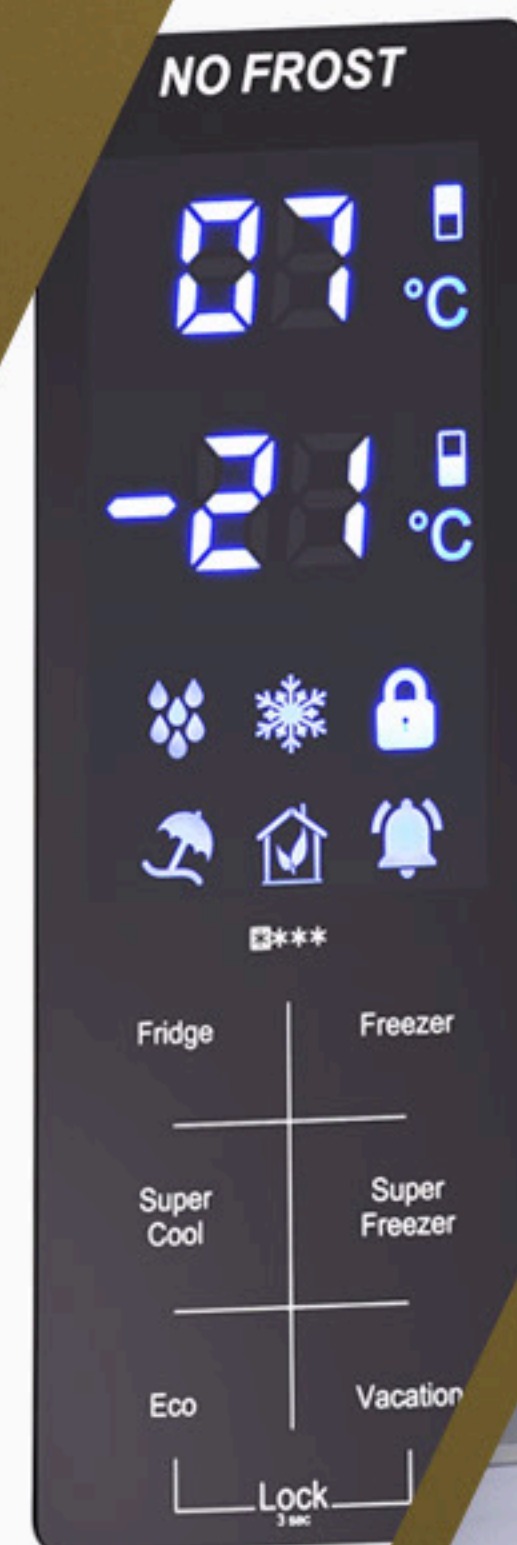 NO FROST
07
°C
-21
°C
****
Fridge
Freezer
Super
Cool
Super
Freezer
Eco
Vacation
Lock
3 sec